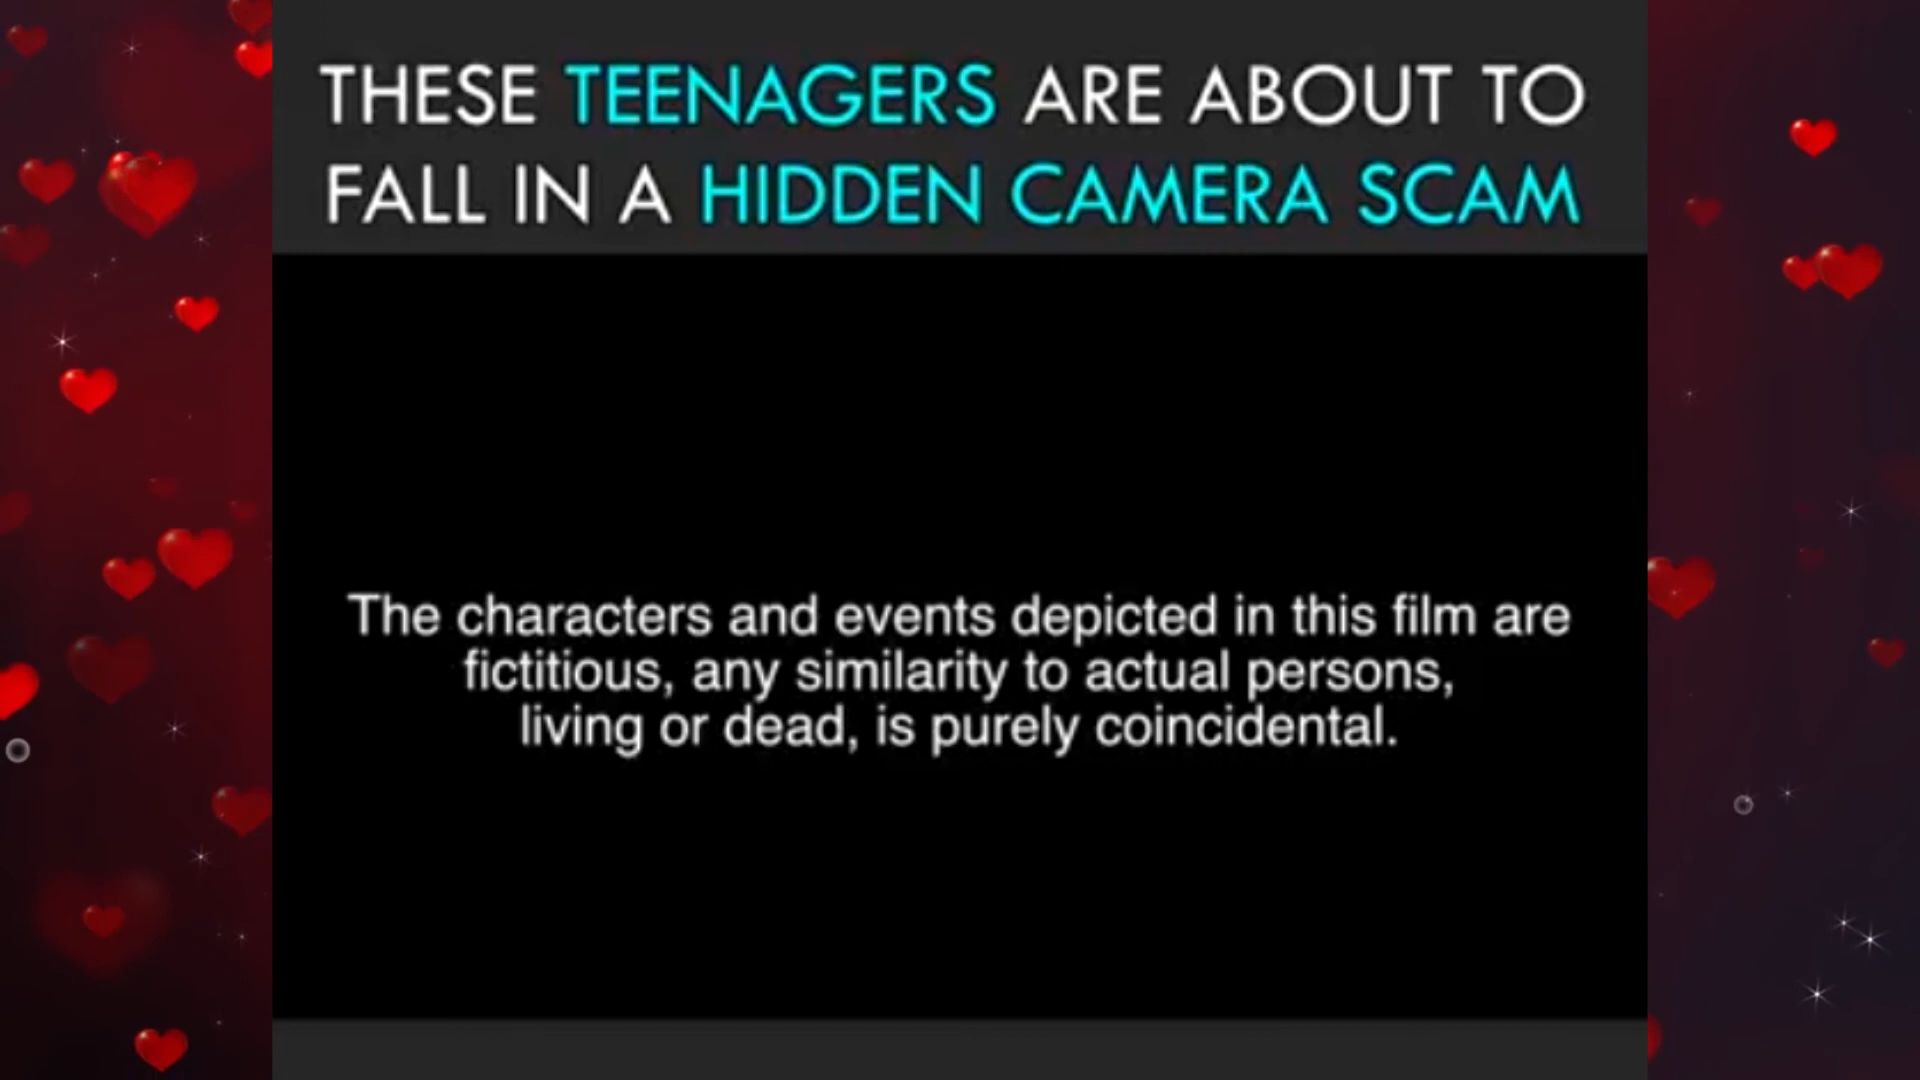 THESE TEENAGERS ARE ABOUT TO
FALL IN A HIDDEN CAMERA SCAM
The characters and events depicted in this film are
fictitious, any similarity to actual persons,
living or dead, is purely coincidental.